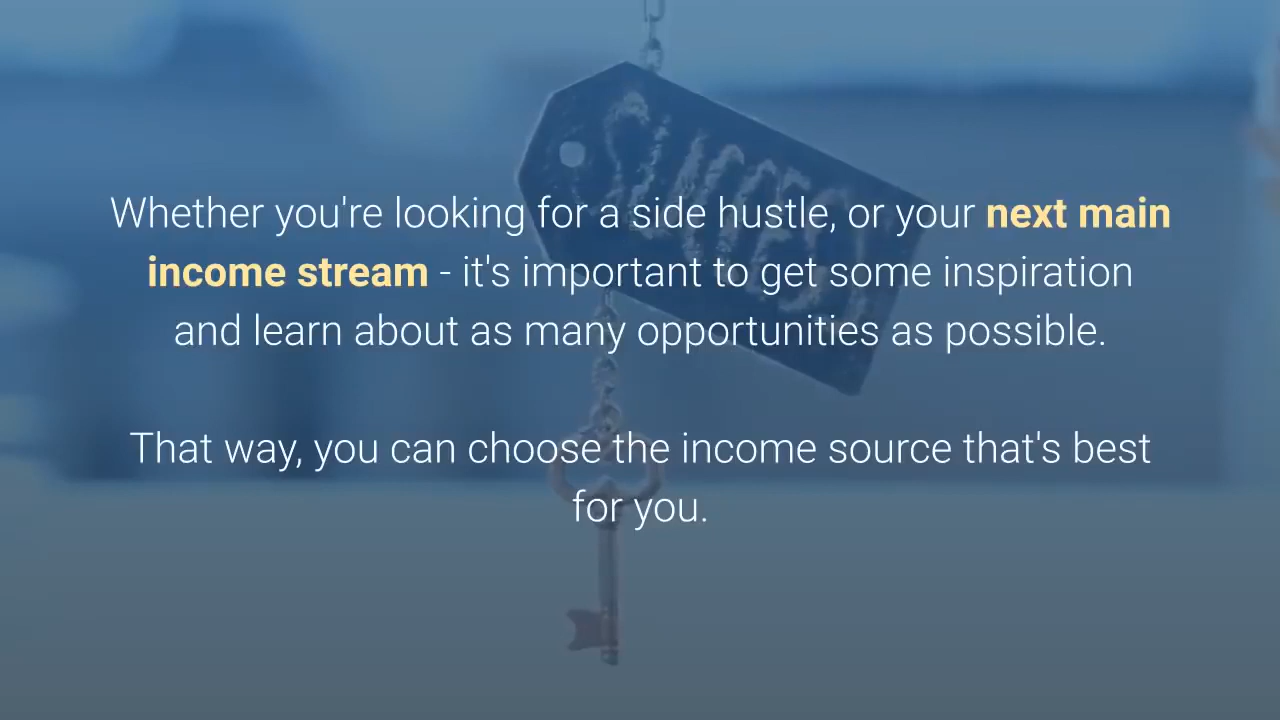 SUCCESS
Whether you're looking for a side hustle, or your next main
income stream - it's important to get some inspiration
and learn about as many opportunities as possible.
That way, you can choose the income source that's best
for you.